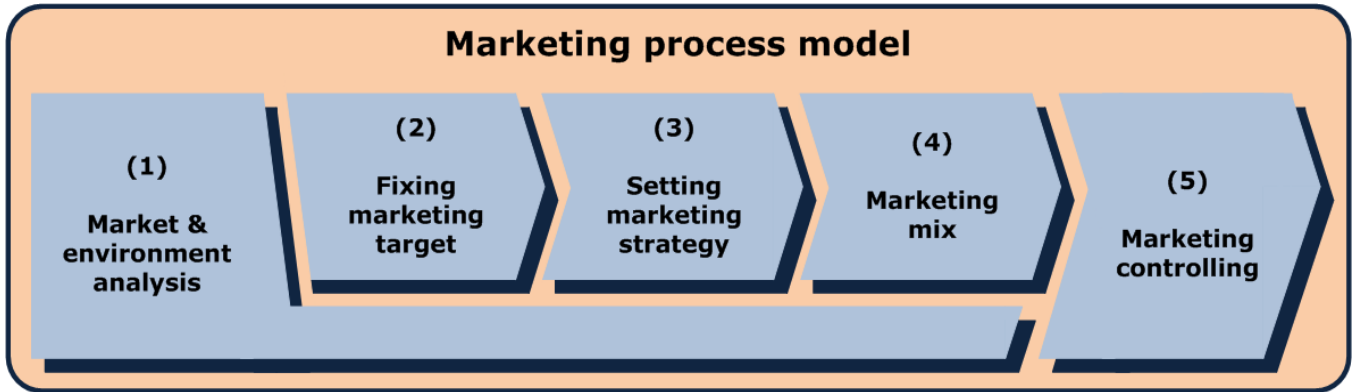 Marketing process model
(1)
Market &
environment
analysis
(2)
Fixing
marketing
target
(3)
Setting
marketing
strategy
(4)
Marketing
mix
(5)
Marketing
controlling